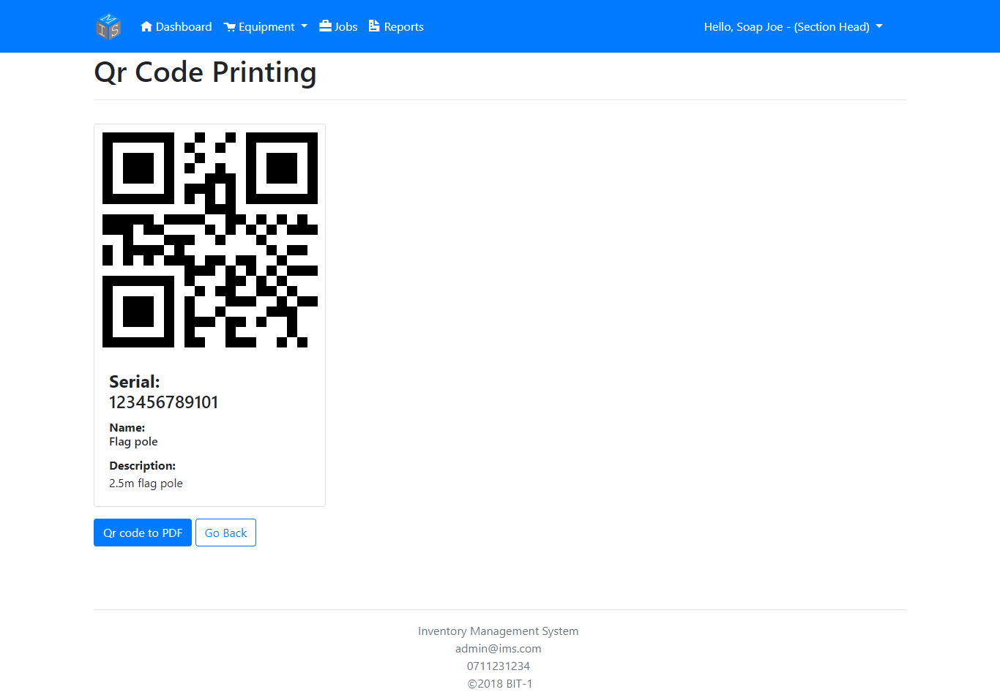 MIS
Dashboard Equipment Jobs Reports Hello, Soap Joe - (Section Head)
Qr Code Printing
Serial:
123456789101
Name:
Flag pole
Description:
2.5m flag pole
Qr code to PDF Go Back
Inventory Management System
admin@ims.com
0711231234
©2018 BIT-1